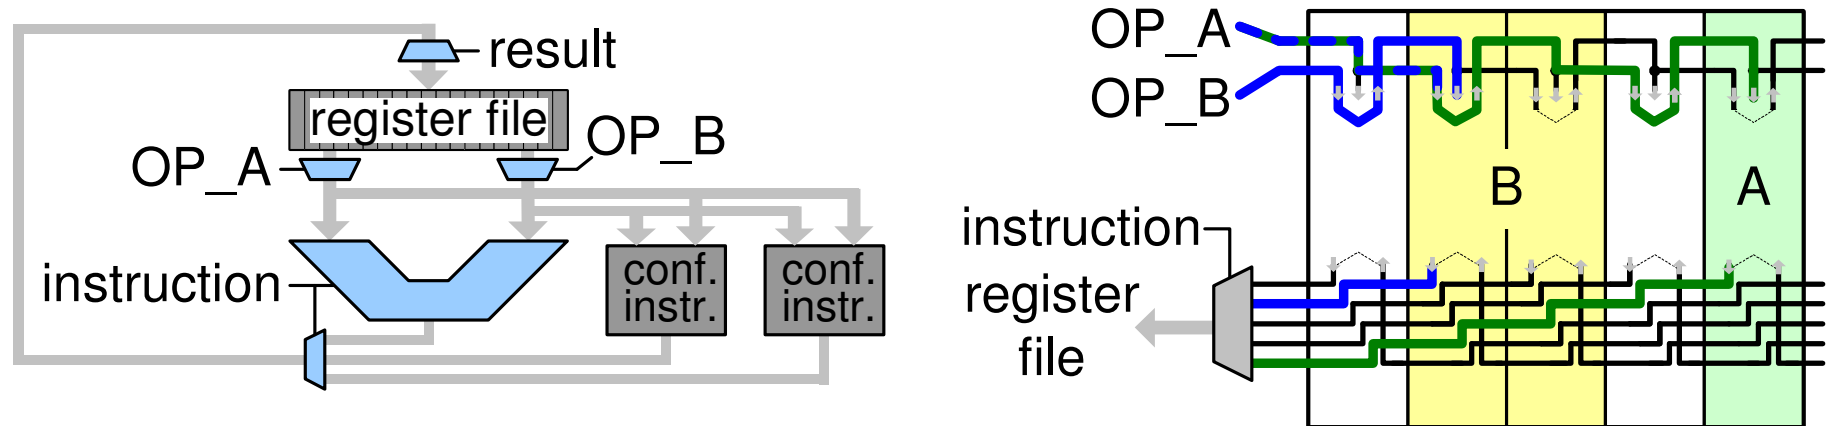 result
register file
OP_A
OP_B
instruction
conf.
instr.
conf.
instr.
OP_A
OP_B
B
A
instruction
register
file